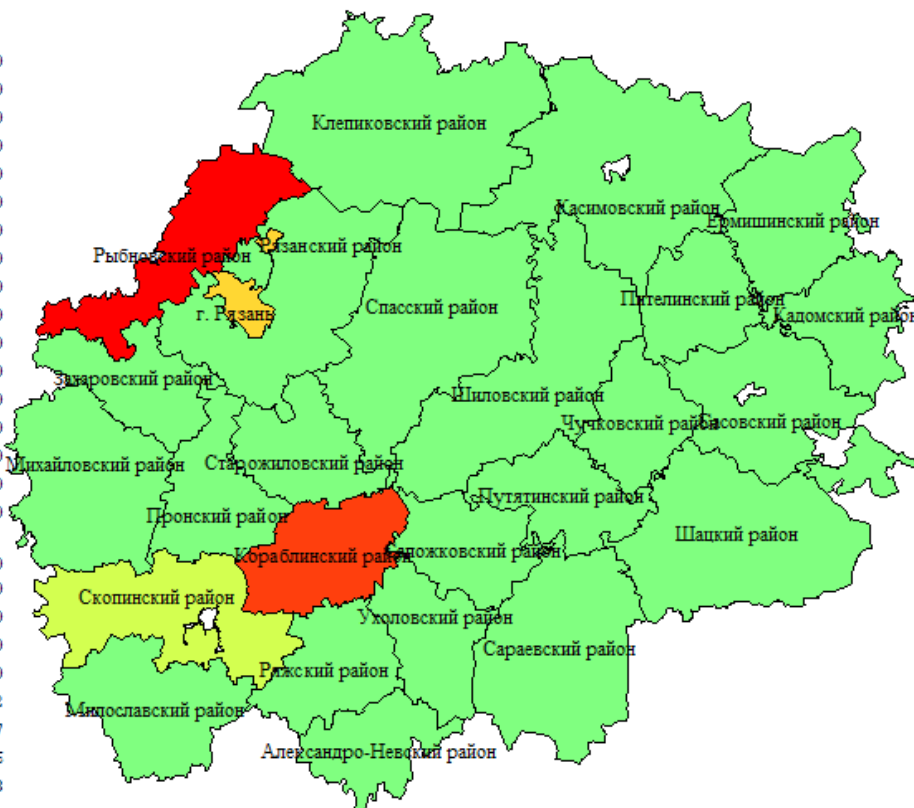 Клепиковский район
Касимовский район
Ермишинский район
Рязанский район
Рыбновский район
Пителинский район
Спасский район
г. Рязань
Кадомский район
Захаровский район
Шиловский район
Чучковский район
Сасовский район
Михайловский район
Старожиловский район
Путятинский район
Пронский район
Шацкий район
Кораблинский район
Сапожковский район
Скопинский район
Ухоловский район
Сараевский район
Ряжский район
Милославский район
Александро-Невский район